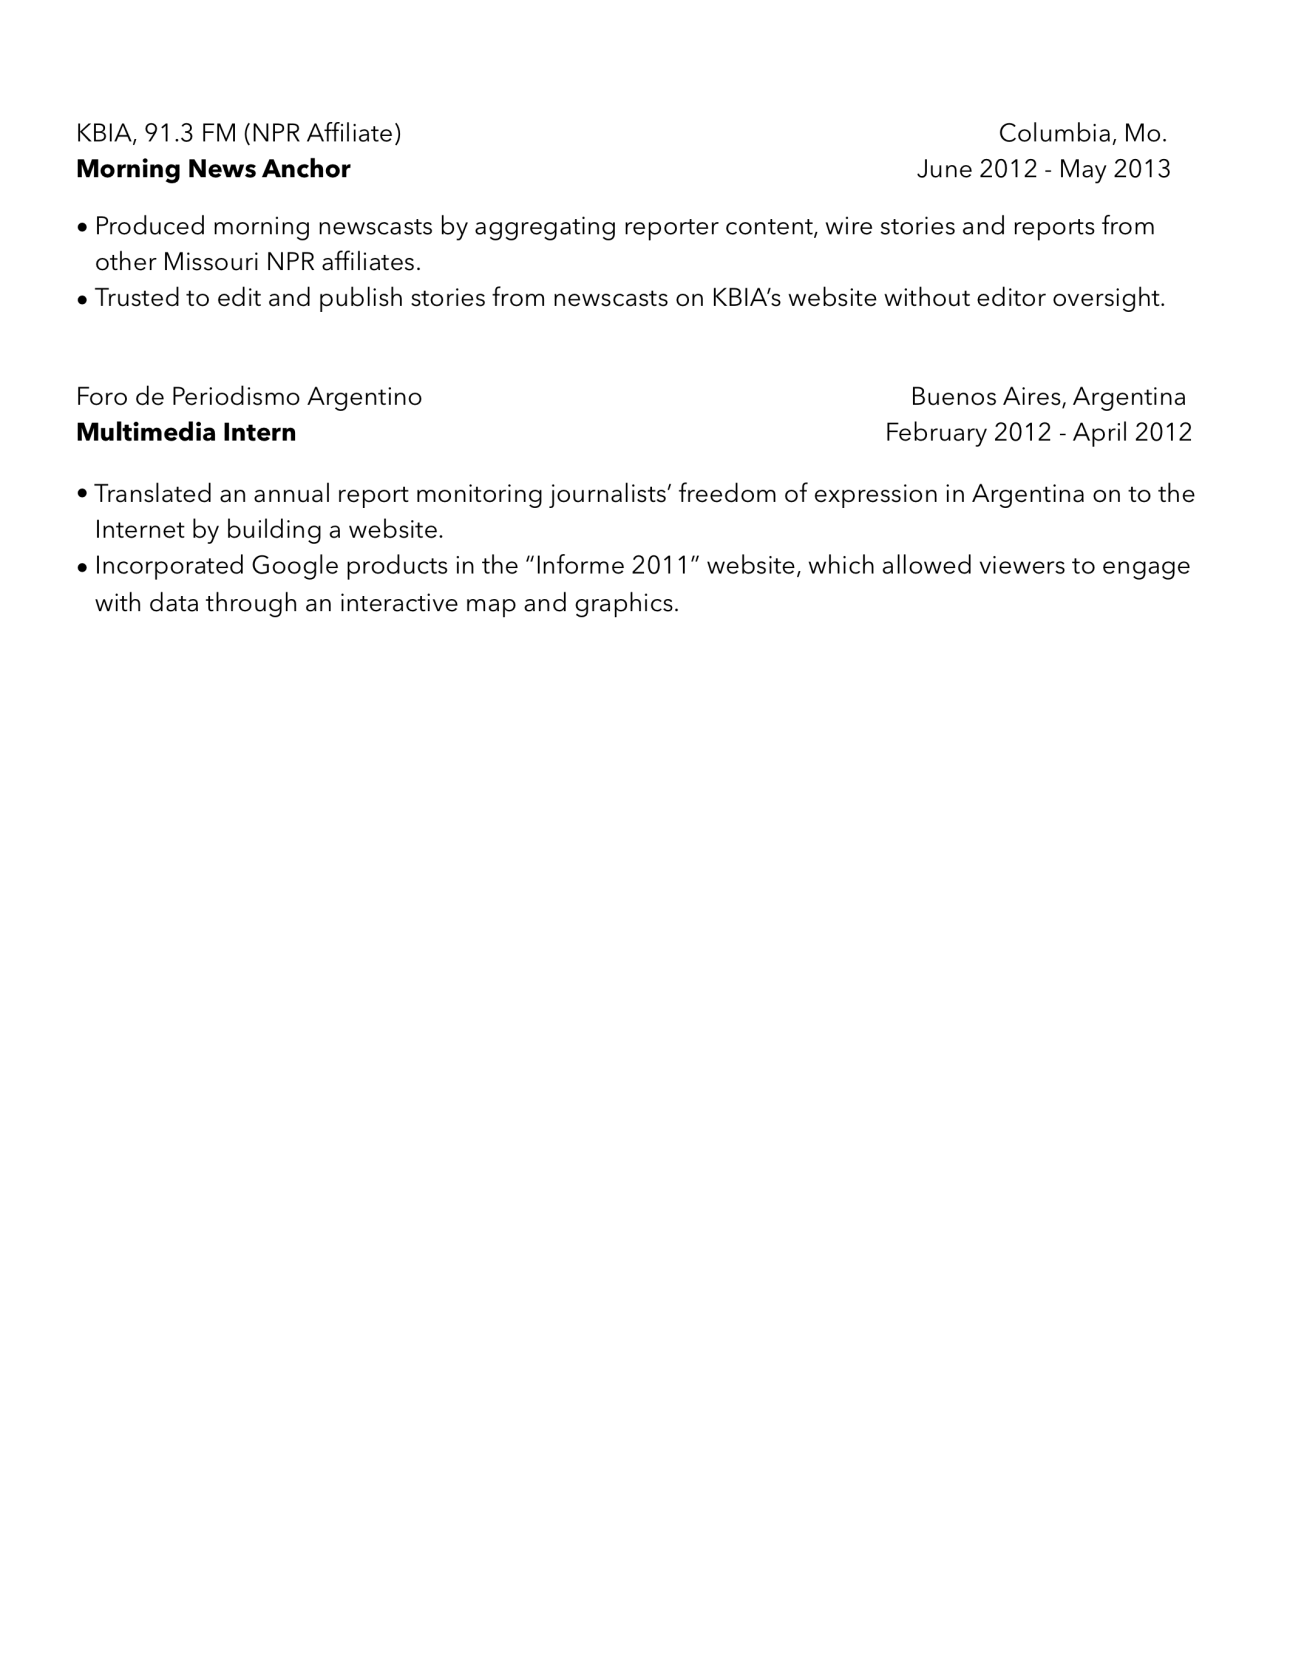 KBIA, 91.3 FM (NPR Affiliate) Columbia, Mo.
Morning News Anchor June 2012 - May 2013
• Produced morning newscasts by aggregating reporter content, wire stories and reports from
other Missouri NPR affiliates.
• Trusted to edit and publish stories from newscasts on KBIA’s website without editor oversight.
Foro de Periodismo Argentino Buenos Aires, Argentina
Multimedia Intern February 2012 - April 2012
• Translated an annual report monitoring journalists’ freedom of expression in Argentina on to the
Internet by building a website.
• Incorporated Google products in the “Informe 2011” website, which allowed viewers to engage
with data through an interactive map and graphics.